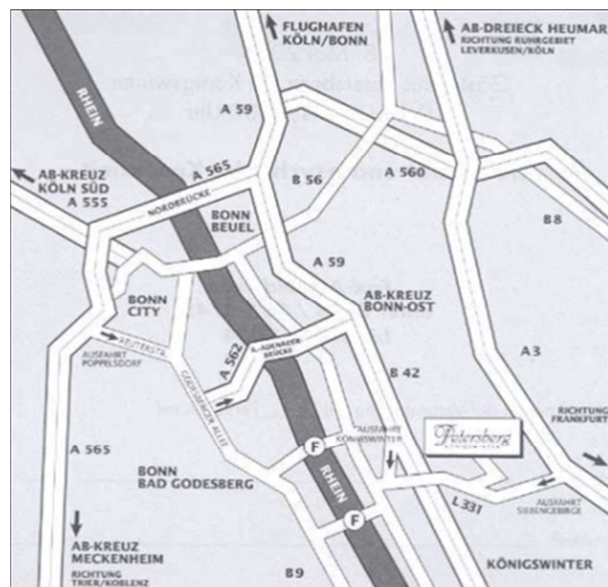 FLUGHAFEN
KÖLN/BONN
AB-DREIECK HEUMAR
RICHTUNG RUHRGEBIET
LEVERKUSEN/KÖLN
RHEIN
A 59
AB-KREUZ
KÖLN SÜD
A 555
A 565
NORDBRÜCKE
B 56
A 560
BONN
BEUEL
B 8
A 59
BONN
CITY
AB-KREUZ
BONN-OST
REUTERSTR.
AUSFAHRT
POPPELSDORF
A 562
K.-ADENAUER-
BRÜCKE
A 3
B 42
GODESBERGER ALLEE
RICHTUNG
FRANKFURT
AUSFAHRT
KÖNIGSWINTER
Petersberg
A 565
F
BONN
BAD GODESBERG
RHEIN
L 331
AUSFAHRT
SIEBENGEBIRGE
F
AB-KREUZ
MECKENHEIM
RICHTUNG
TRIER/KOBLENZ
B 9
KÖNIGSWINTER